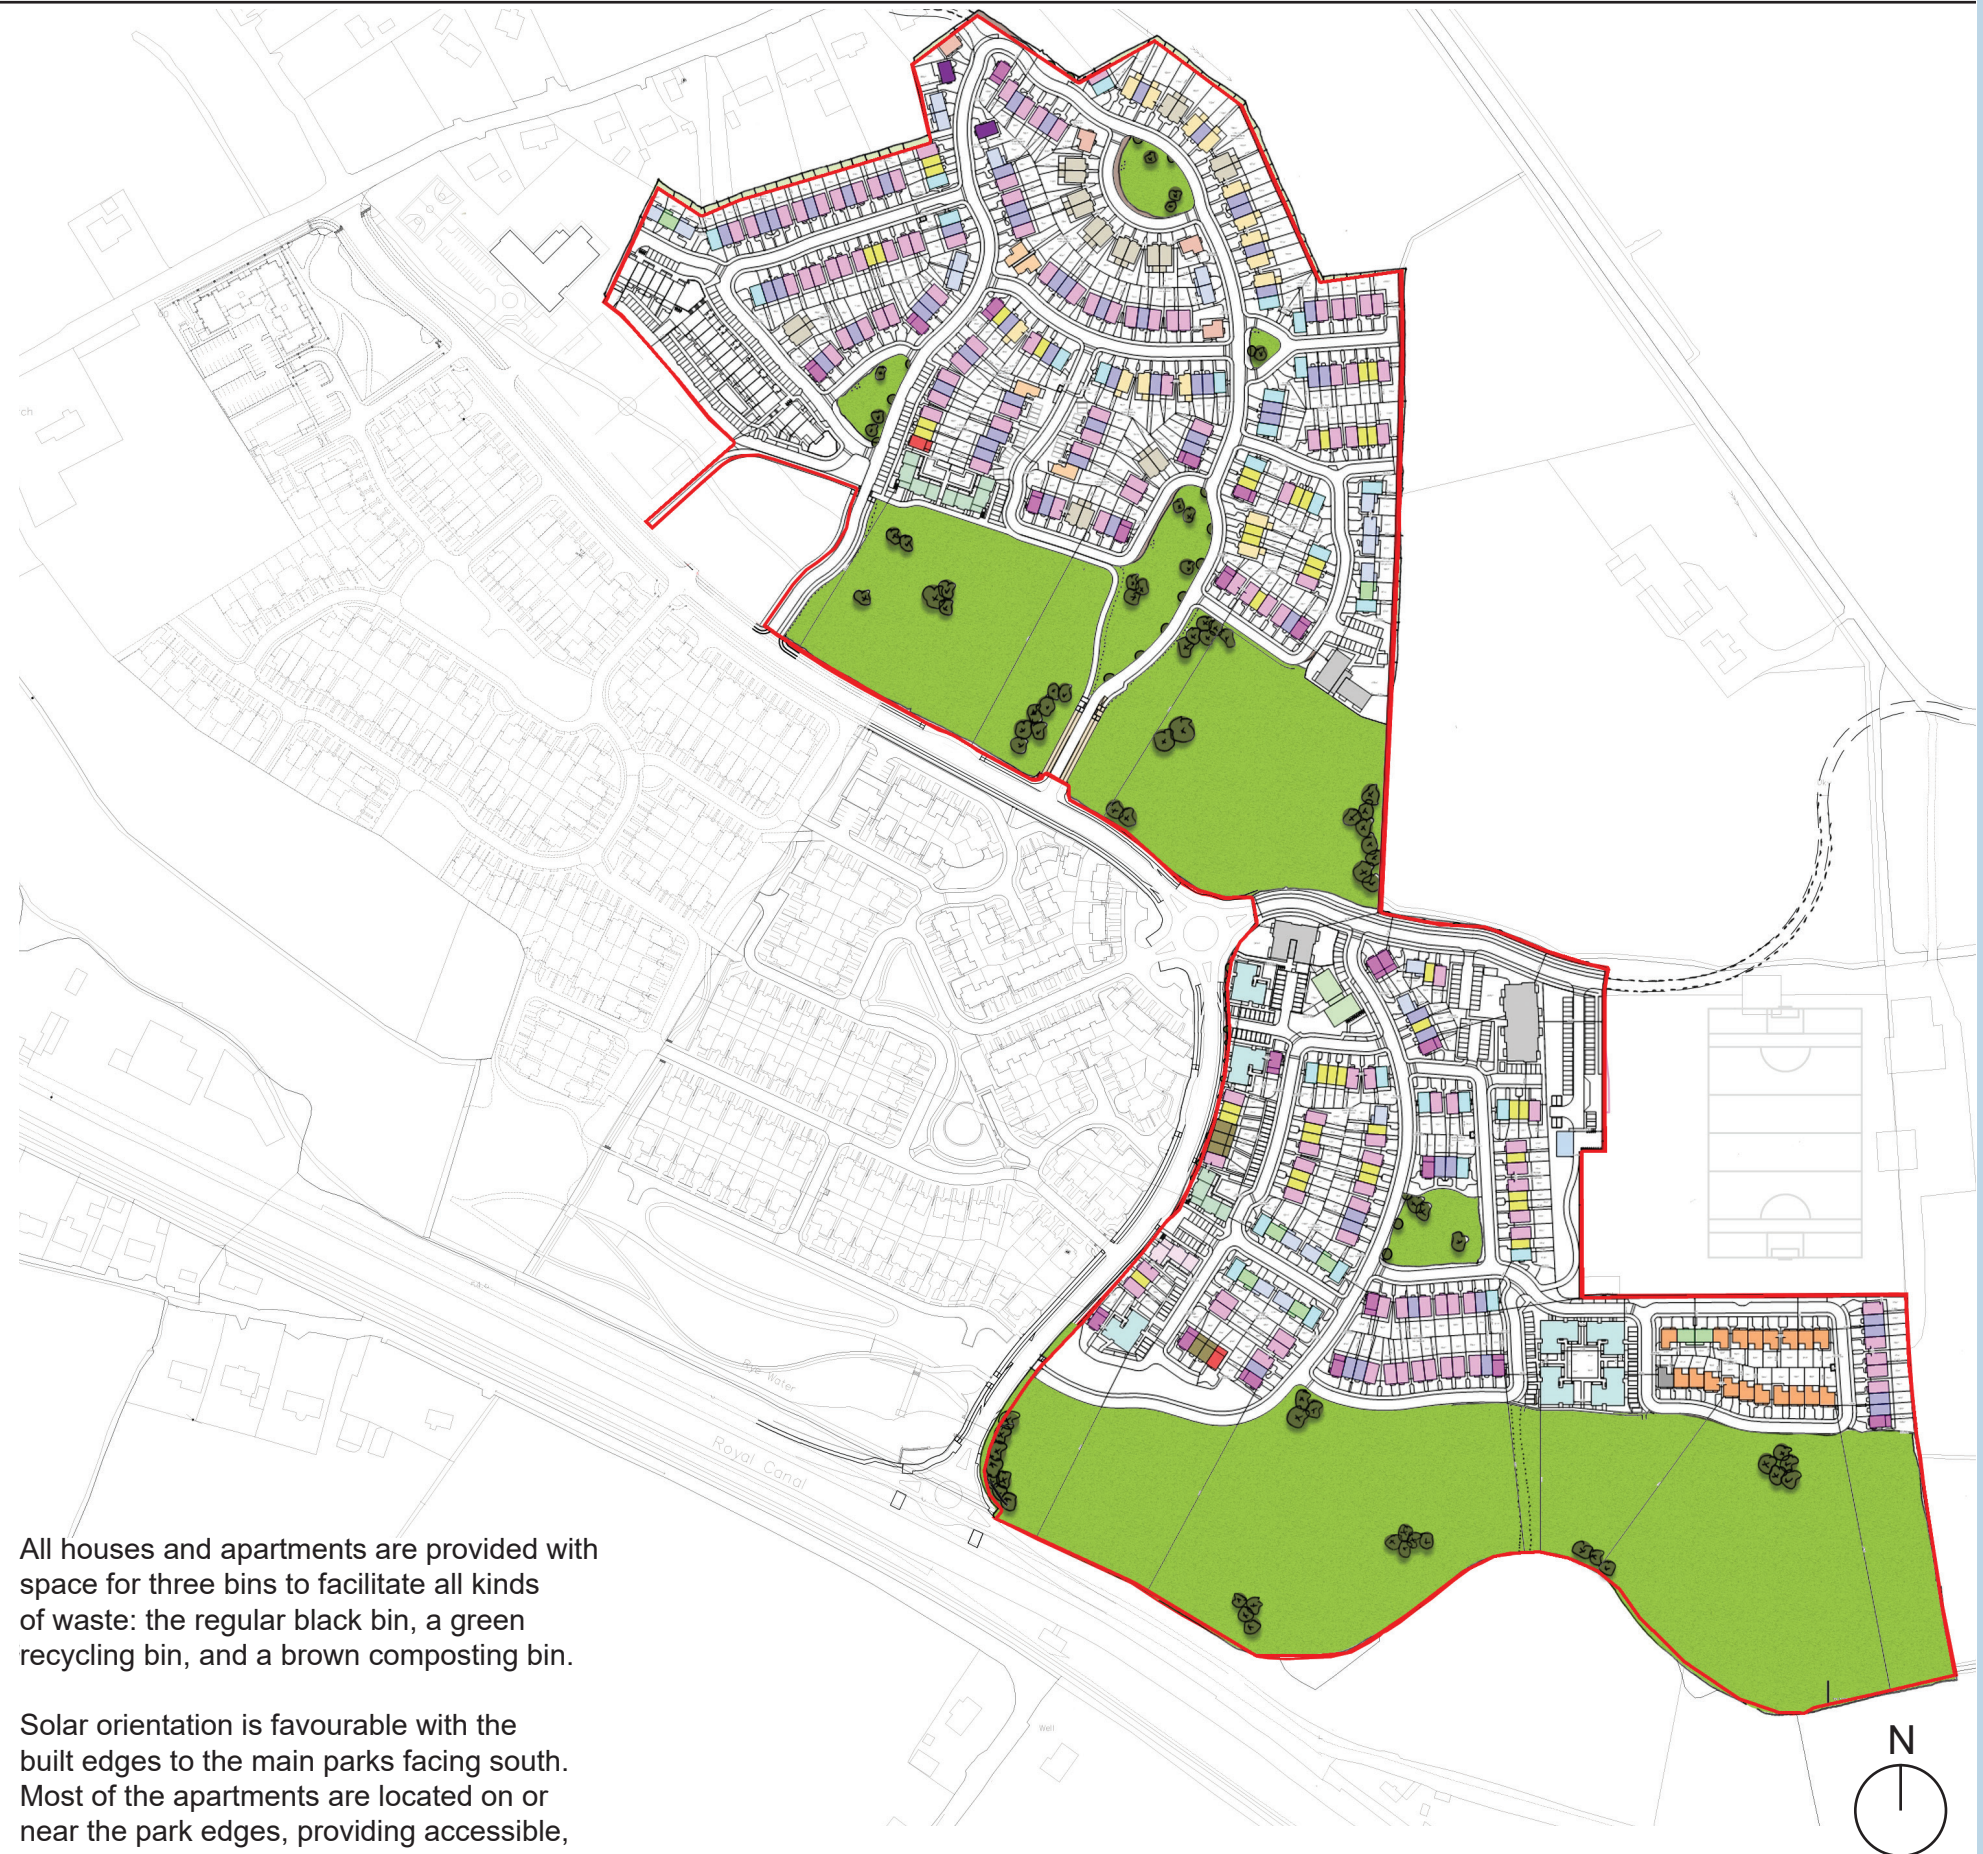 ch
Rye Water
Royal Canal
Well
All houses and apartments are provided with
space for three bins to facilitate all kinds
of waste: the regular black bin, a green
recycling bin, and a brown composting bin.
Solar orientation is favourable with the
built edges to the main parks facing south.
Most of the apartments are located on or
near the park edges, providing accessible,
N